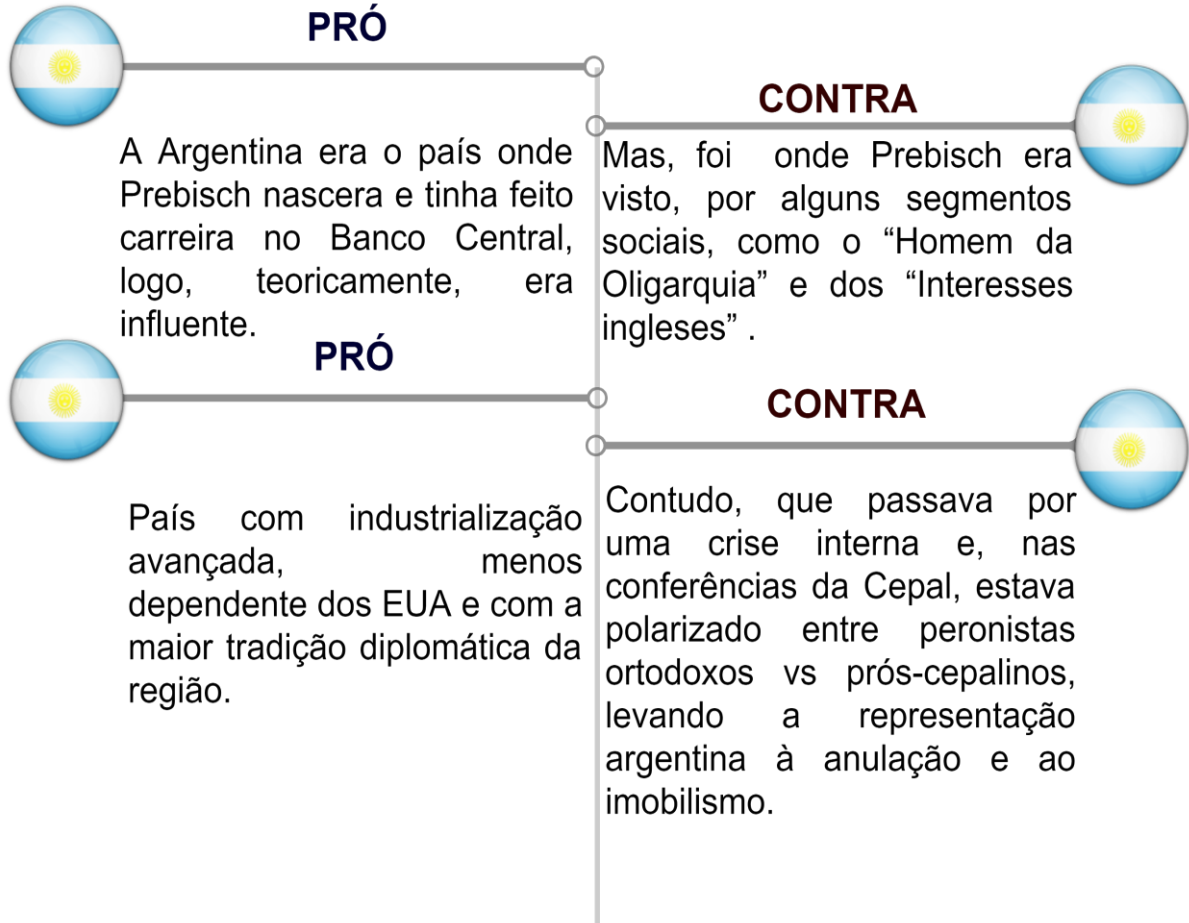 PRÓ
A Argentina era o país onde
Prebisch nascera e tinha feito
carreira no Banco Central,
logo, teoricamente, era
influente.
CONTRA
Mas, foi onde Prebisch era
visto, por alguns segmentos
sociais, como o “Homem da
Oligarquia” e dos “Interesses
ingleses” .
PRÓ
País com industrialização
avançada, menos
dependente dos EUA e com a
maior tradição diplomática da
região.
CONTRA
Contudo, que passava por
uma crise interna e, nas
conferências da Cepal, estava
polarizado entre peronistas
ortodoxos vs prós-cepalinos,
levando a representação
argentina à anulação e ao
imobilismo.